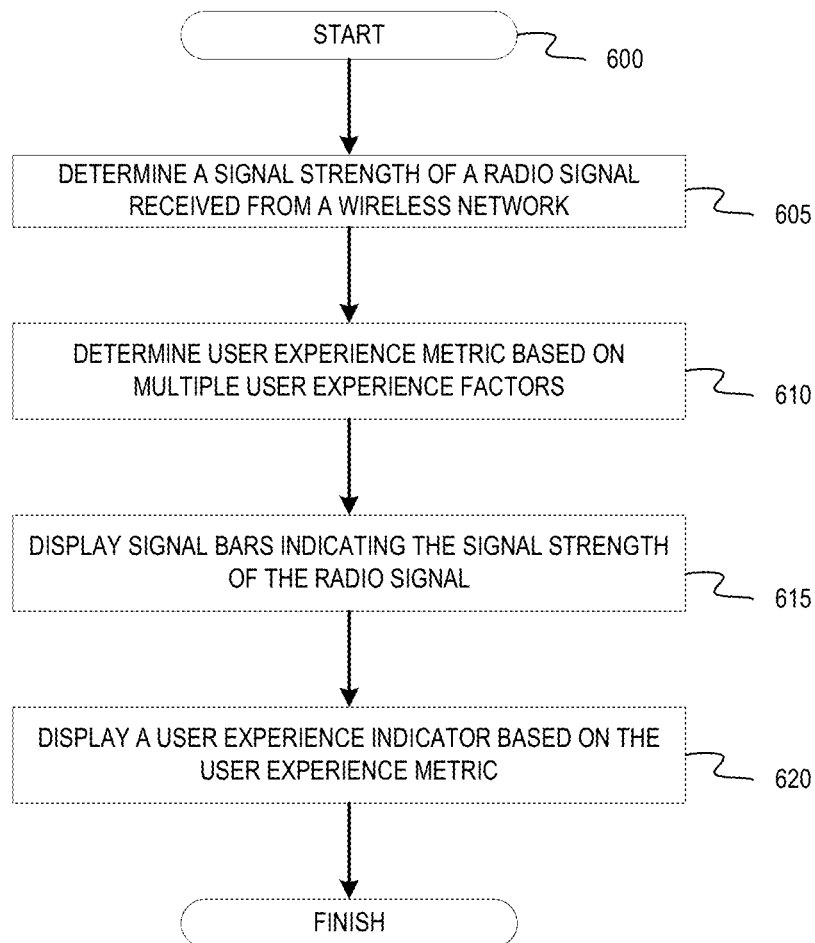 START
600
DETERMINE A SIGNAL STRENGTH OF A RADIO SIGNAL
RECEIVED FROM A WIRELESS NETWORK
605
DETERMINE USER EXPERIENCE METRIC BASED ON
MULTIPLE USER EXPERIENCE FACTORS
610
DISPLAY SIGNAL BARS INDICATING THE SIGNAL STRENGTH
OF THE RADIO SIGNAL
615
DISPLAY A USER EXPERIENCE INDICATOR BASED ON THE
USER EXPERIENCE METRIC
620
FINISH